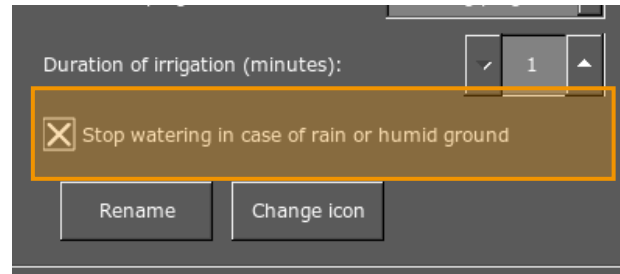 Duration of irrigation (minutes):
1
Stop watering in case of rain or humid ground
Rename
Change icon